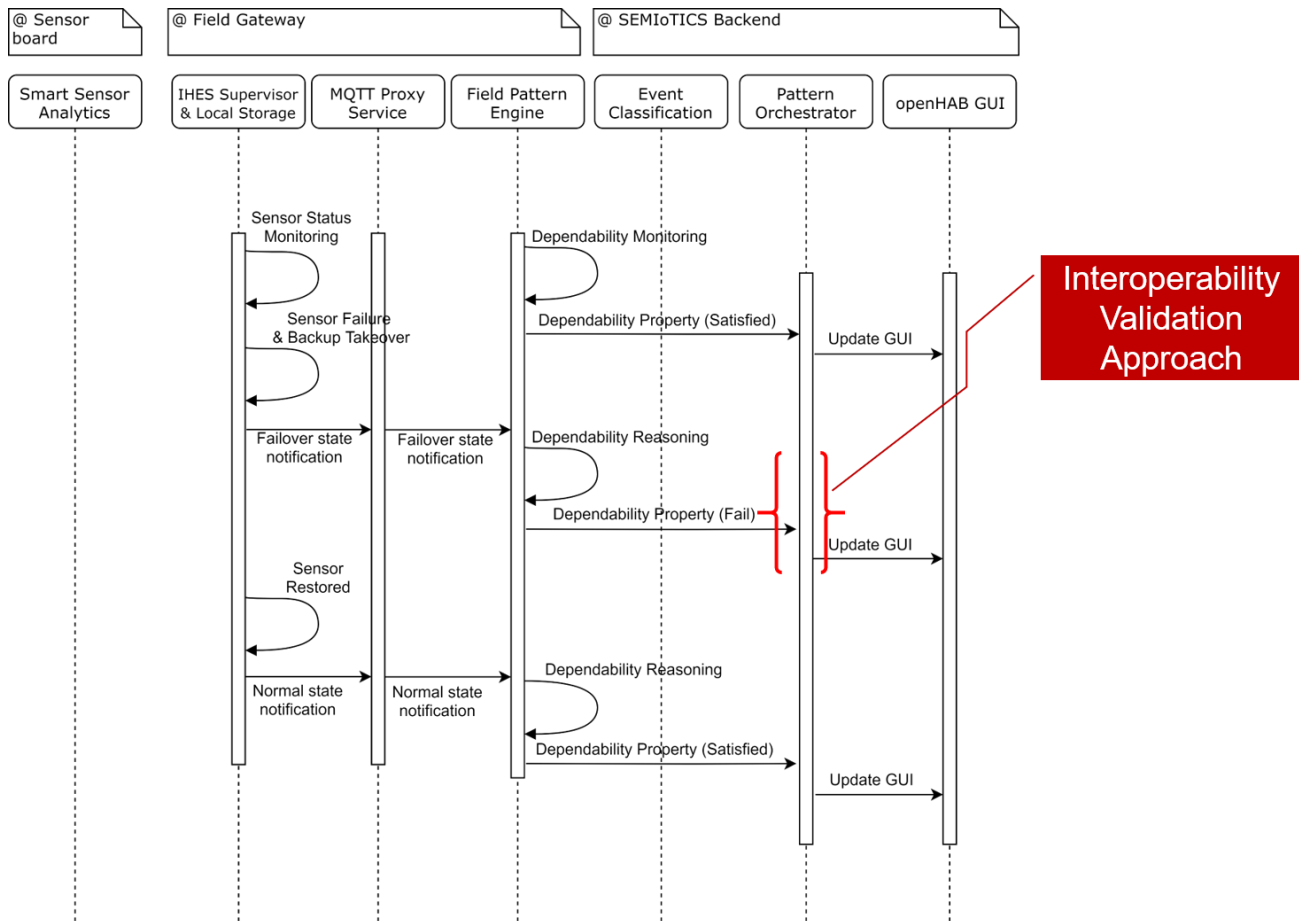 @ Sensor
board
@ Field Gateway
@ SEMIoTICS Backend
Smart Sensor
Analytics
IHES Supervisor
& Local Storage
MQTT Proxy
Service
Field Pattern
Engine
Event
Classification
Pattern
Orchestrator
openHAB GUI
Sensor Status
Monitoring
Dependability Monitoring
Interoperability
Validation
Approach
Sensor Failure
& Backup Takeover
Dependability Property (Satisfied)
Update GUI
Failover state
notification
Failover state
notification
Dependability Reasoning
Dependability Property (Fail)
Update GUI
Sensor
Restored
Normal state
notification
Normal state
notification
Dependability Reasoning
Dependability Property (Satisfied)
Update GUI